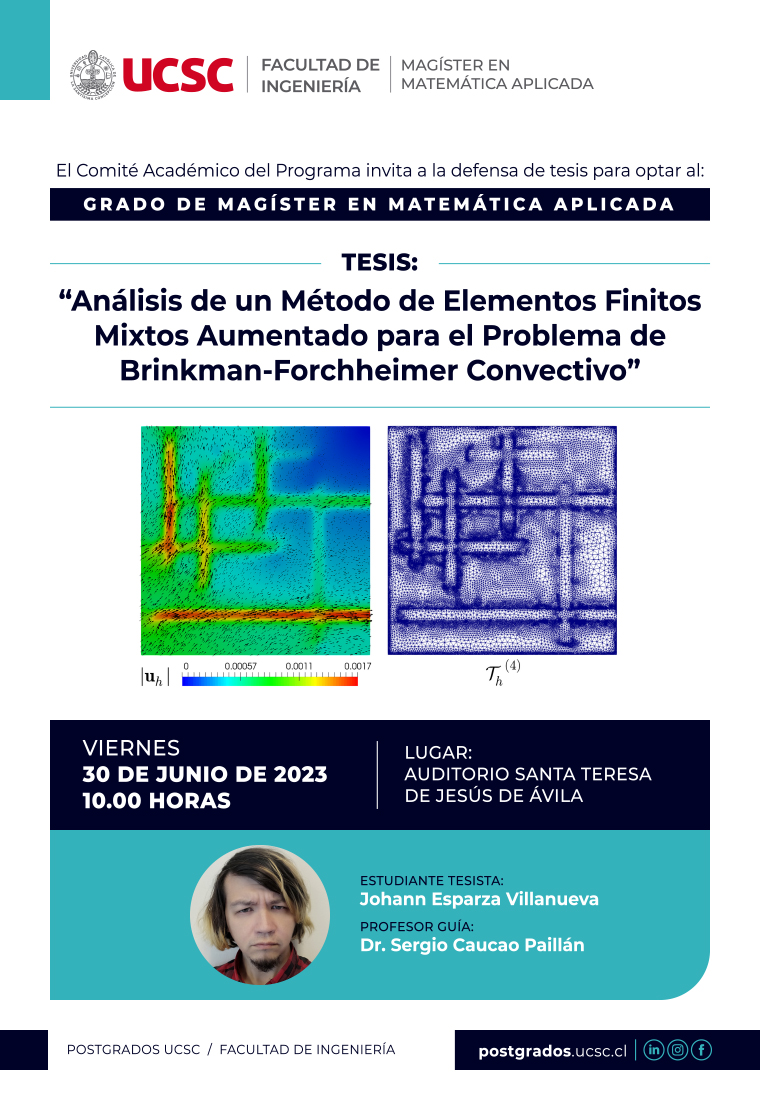 UCSC
FACULTAD DE
INGENIERÍA
MAGÍSTER EN
MATEMÁTICA APLICADA
El Comité Académico del Programa invita a la defensa de tesis para optar al:
GRADO DE MAGÍSTER EN MATEMÁTICA APLICADA
TESIS:
“Análisis de un Método de Elementos Finitos
Mixtos Aumentado para el Problema de
Brinkman-Forchheimer Convectivo”
|u_h| 0 0.00057 0.0011 0.0017
𝒯_h^(4)
VIERNES
30 DE JUNIO DE 2023
10.00 HORAS
LUGAR:
AUDITORIO SANTA TERESA
DE JESÚS DE ÁVILA
ESTUDIANTE TESISTA:
Johann Esparza Villanueva
PROFESOR GUÍA:
Dr. Sergio Caucao Paillán
POSTGRADOS UCSC / FACULTAD DE INGENIERÍA
postgrados.ucsc.cl